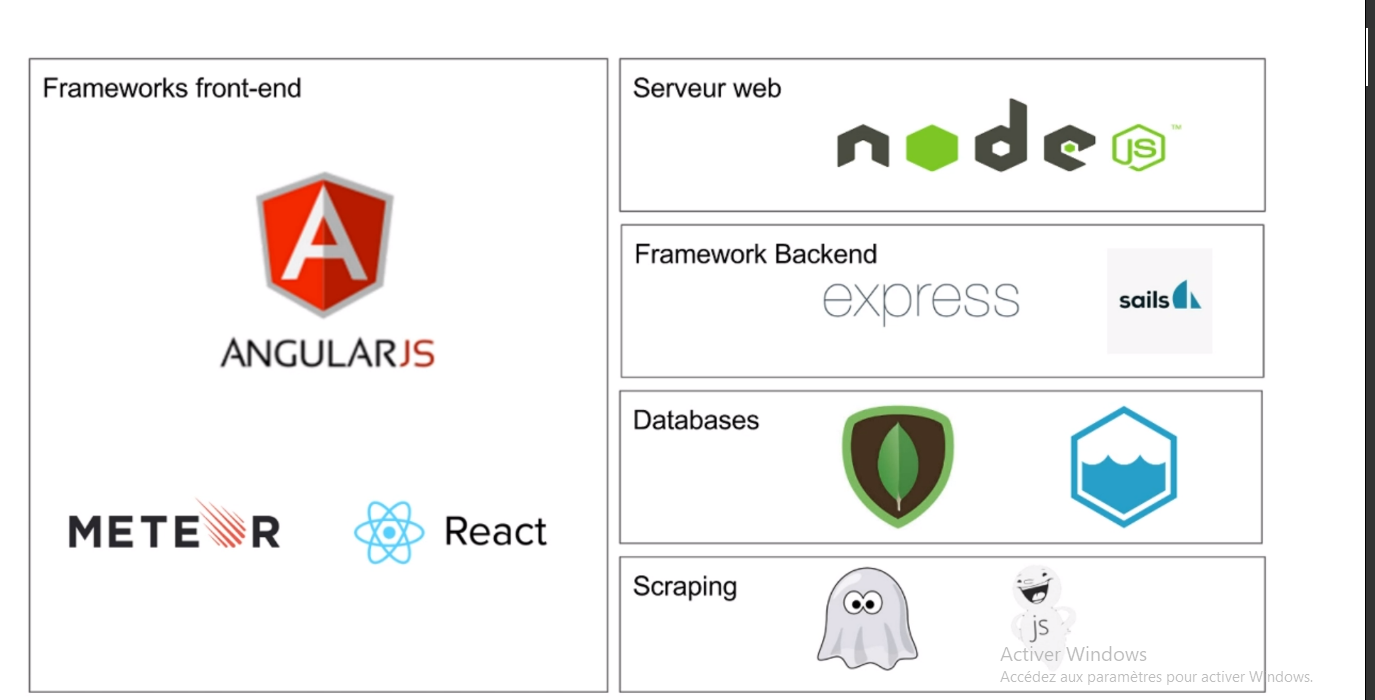 Frameworks front-end
ANGULARJS
METEOR
React
Serveur web
node JS ™
Framework Backend
express
sails
Databases
Scraping
js
Activer Windows
Accédez aux paramètres pour activer Windows.